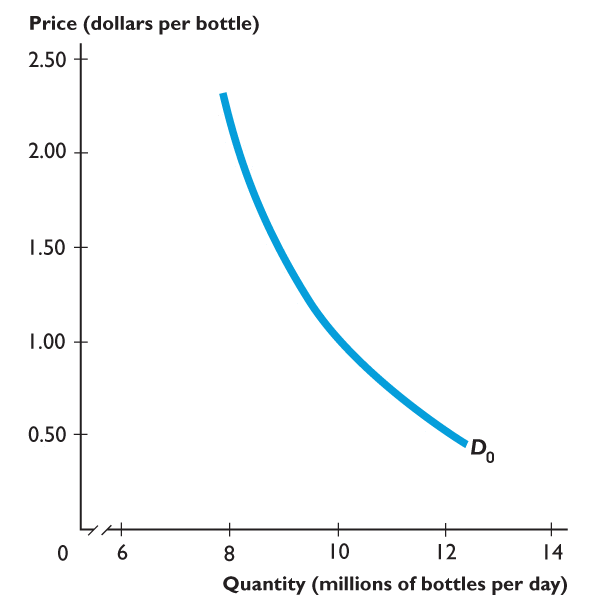 Price (dollars per bottle)
2.50
2.00
1.50
1.00
0.50
D0
0 6 8 10 12 14
Quantity (millions of bottles per day)